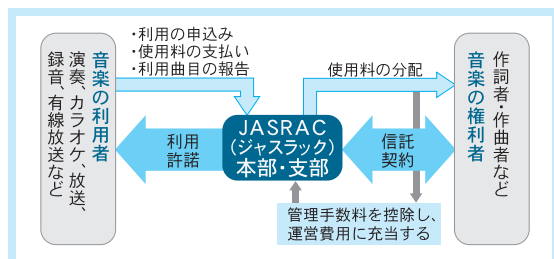 音楽の利用者
演奏、カラオケ、放送、
録音、有線放送など
・利用の申込み
・使用料の支払い
・利用曲目の報告
使用料の分配
利用
許諾
JASRAC
(ジャスラック)
本部・支部
信託
契約
管理手数料を控除し、
運営費用に充当する
作詞者・作曲者など
音楽の権利者